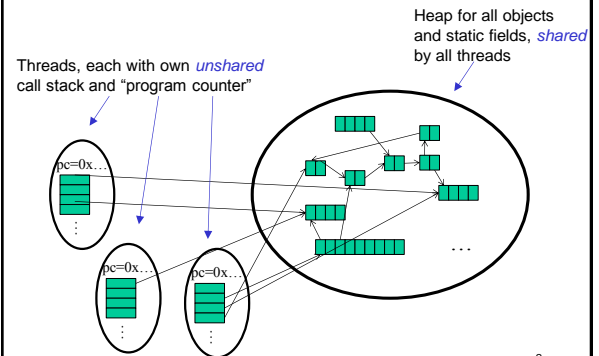 Heap for all objects
and static fields, shared
by all threads
Threads, each with own unshared
call stack and “program counter”
pc=0x…
pc=0x…
pc=0x…
⋮
⋮
⋮
…